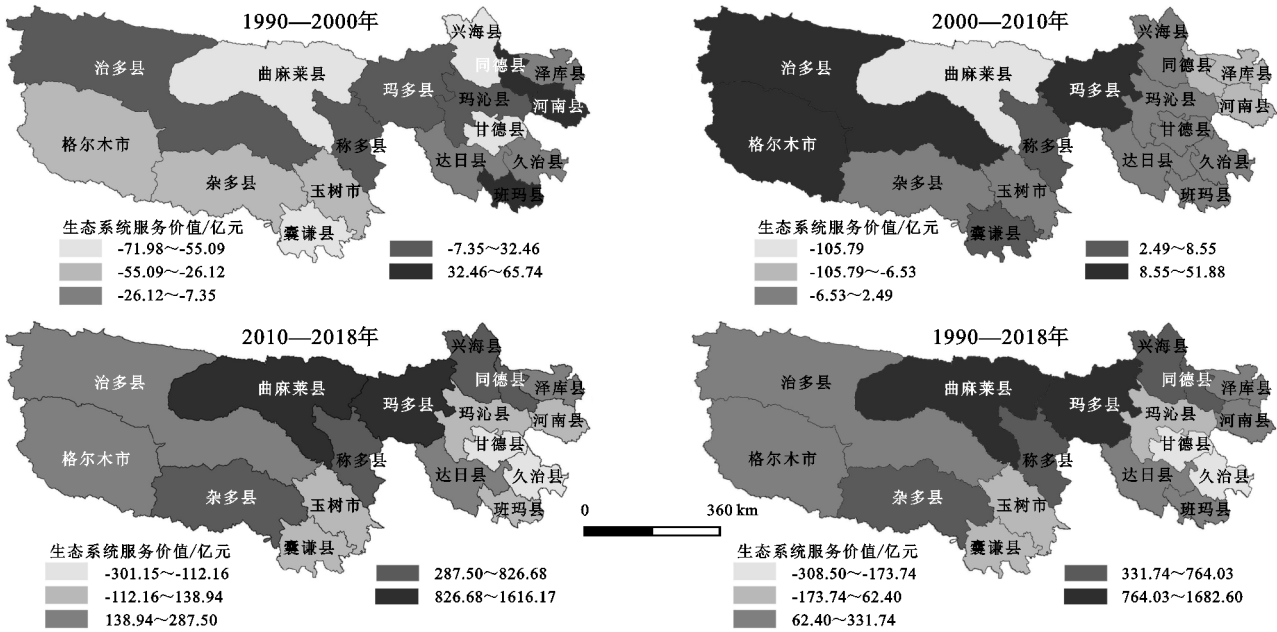 1990—2000年
兴海县
治多县
曲麻莱县
同德县
泽库县
玛多县
玛沁县
河南县
甘德县
格尔木市
称多县
达日县
久治县
杂多县
玉树市
班玛县
囊谦县
生态系统服务价值/亿元
-71.98～-55.09
-55.09～-26.12
-26.12～-7.35
-7.35～32.46
32.46～65.74
2000—2010年
兴海县
治多县
曲麻莱县
同德县
泽库县
玛多县
玛沁县
河南县
甘德县
格尔木市
称多县
达日县
久治县
杂多县
玉树市
班玛县
囊谦县
生态系统服务价值/亿元
-105.79
-105.79～-6.53
-6.53～2.49
2.49～8.55
8.55～51.88
2010—2018年
兴海县
治多县
曲麻莱县
同德县
泽库县
玛多县
玛沁县
河南县
甘德县
格尔木市
称多县
达日县
久治县
杂多县
玉树市
班玛县
囊谦县
生态系统服务价值/亿元
-301.15～-112.16
-112.16～138.94
138.94～287.50
287.50～826.68
826.68～1616.17
0 360 km
1990—2018年
兴海县
治多县
曲麻莱县
同德县
泽库县
玛多县
玛沁县
河南县
甘德县
格尔木市
称多县
达日县
久治县
杂多县
玉树市
班玛县
囊谦县
生态系统服务价值/亿元
-308.50～-173.74
-173.74～62.40
62.40～331.74
331.74～764.03
764.03～1682.60